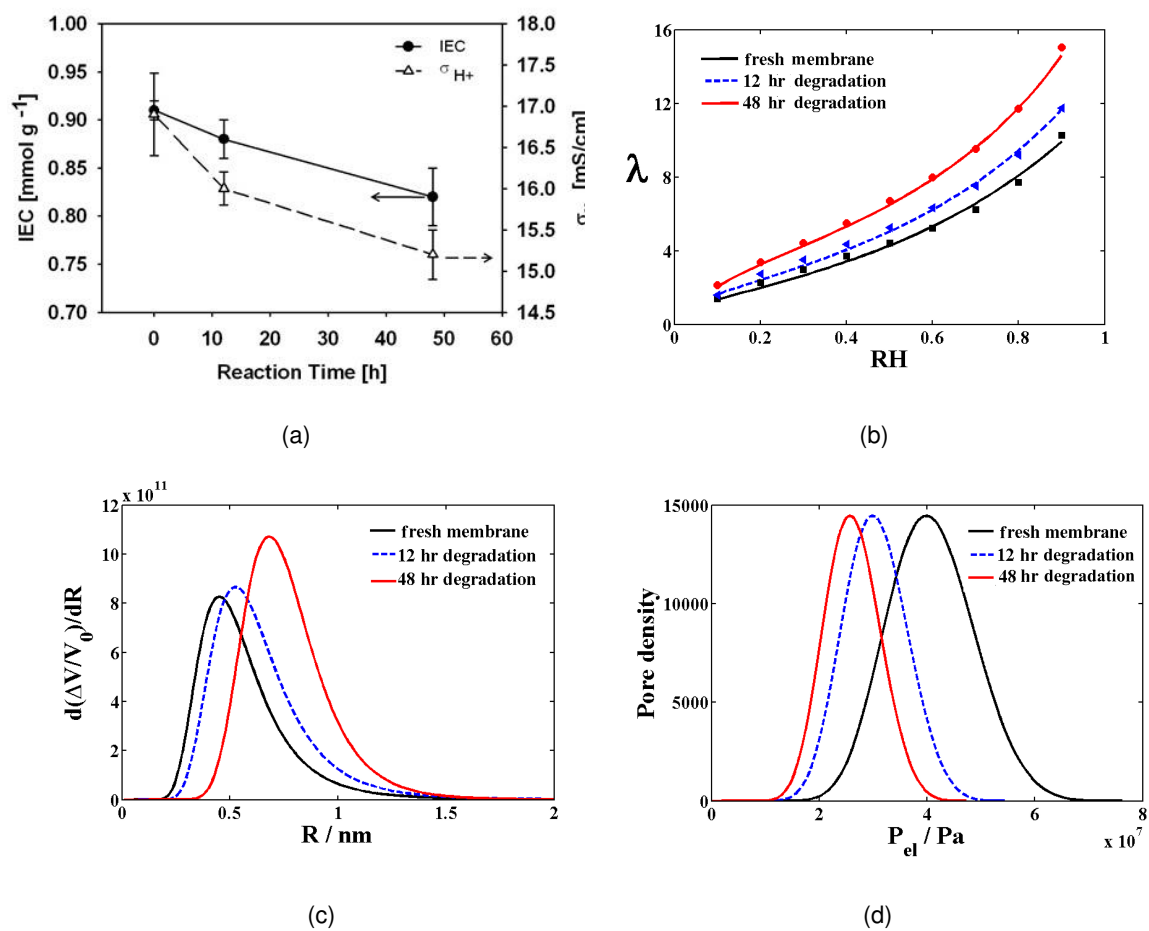 1.00
0.95
0.90
0.85
0.80
0.75
0.70
IEC [mmol g -1]
IEC
σ H+
18.0
17.5
17.0
16.5
16.0
15.5
15.0
14.5
[mS/cm]
0 10 20 30 40 50 60
Reaction Time [h]
(a)
16
12
8
4
0
λ
fresh membrane
12 hr degradation
48 hr degradation
0 0.2 0.4 0.6 0.8 1
RH
(b)
12 x 10^11
10
8
6
4
2
0
d(ΔV/V0)/dR
fresh membrane
12 hr degradation
48 hr degradation
0 0.5 1 1.5 2
R / nm
(c)
15000
10000
5000
0
Pore density
fresh membrane
12 hr degradation
48 hr degradation
0 2 4 6 8
x 10^7
Pel / Pa
(d)